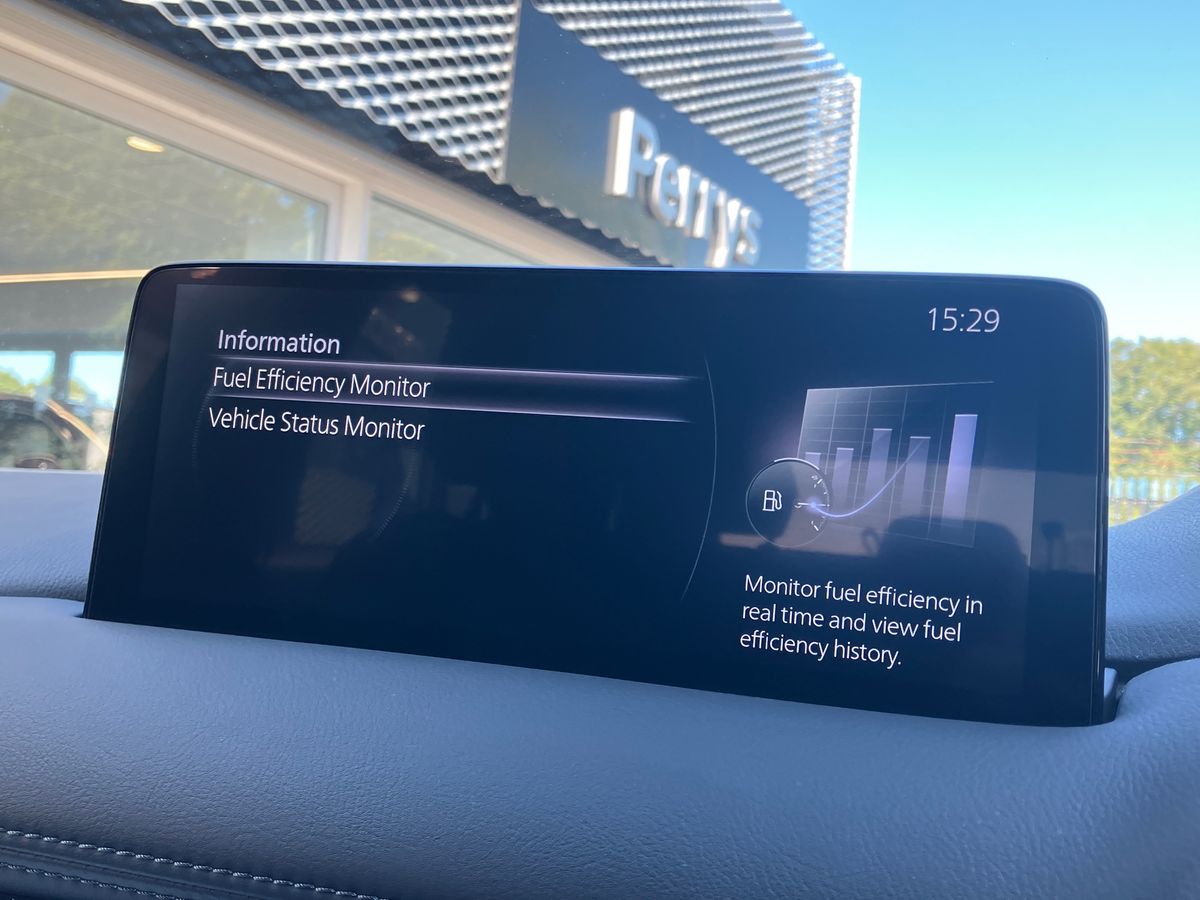 Perrys
15:29
Information
Fuel Efficiency Monitor
Vehicle Status Monitor
Monitor fuel efficiency in
real time and view fuel
efficiency history.